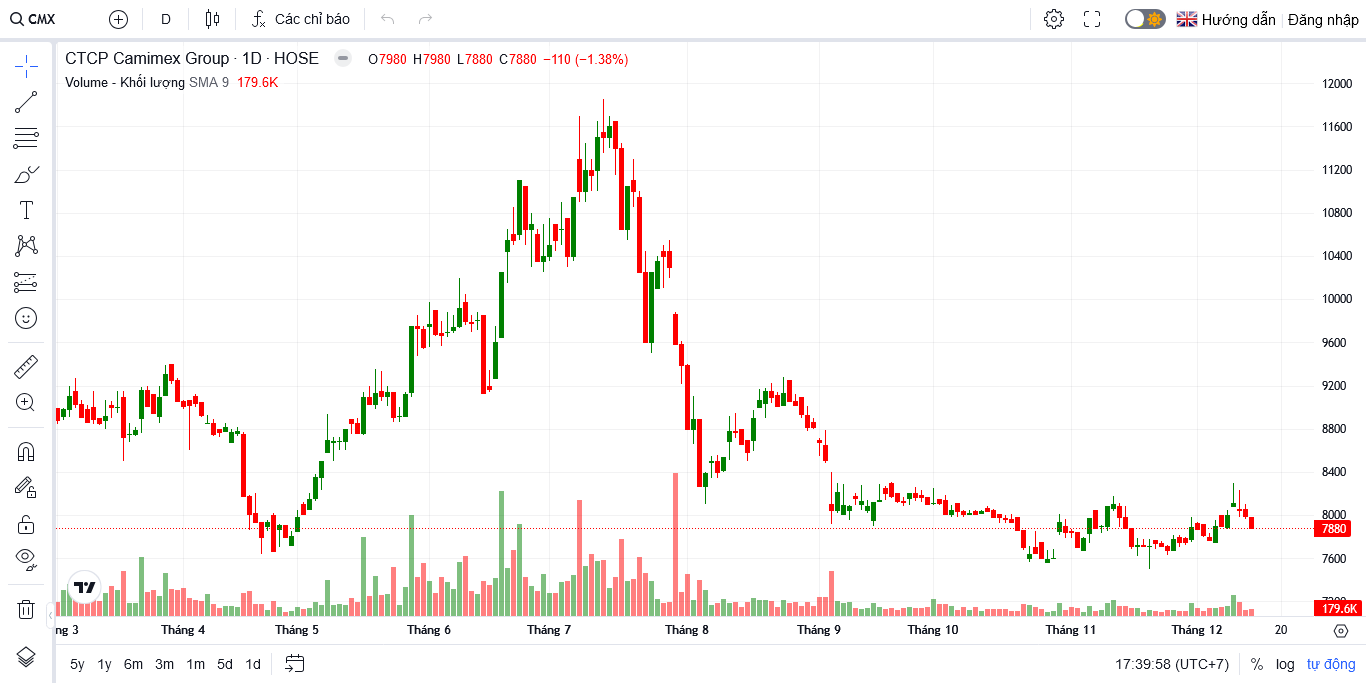 CMX D Các chỉ báo Hướng dẫn Đăng nhập
CTCP Camimex Group · 1D · HOSE O7980 H7980 L7880 C7880 −110 (−1.38%)
Volume - Khối lượng SMA 9 179.6K
12000
11600
11200
10800
10400
10000
9600
9200
8800
8400
8000
7880
7600
7200
179.6K
ng 3 Tháng 4 Tháng 5 Tháng 6 Tháng 7 Tháng 8 Tháng 9 Tháng 10 Tháng 11 Tháng 12 20
5y 1y 6m 3m 1m 5d 1d 17:39:58 (UTC+7) % log tự động